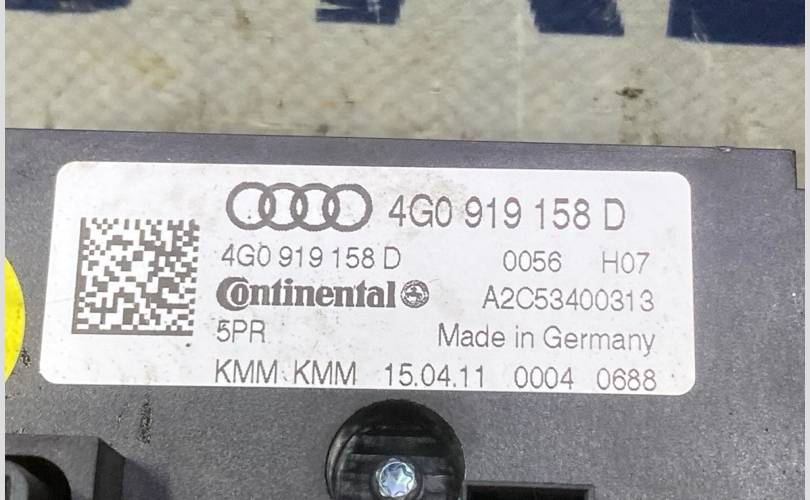 4G0 919 158 D
4G0 919 158 D 0056 H07
Continental A2C53400313
5PR Made in Germany
KMM KMM 15.04.11 0004 0688